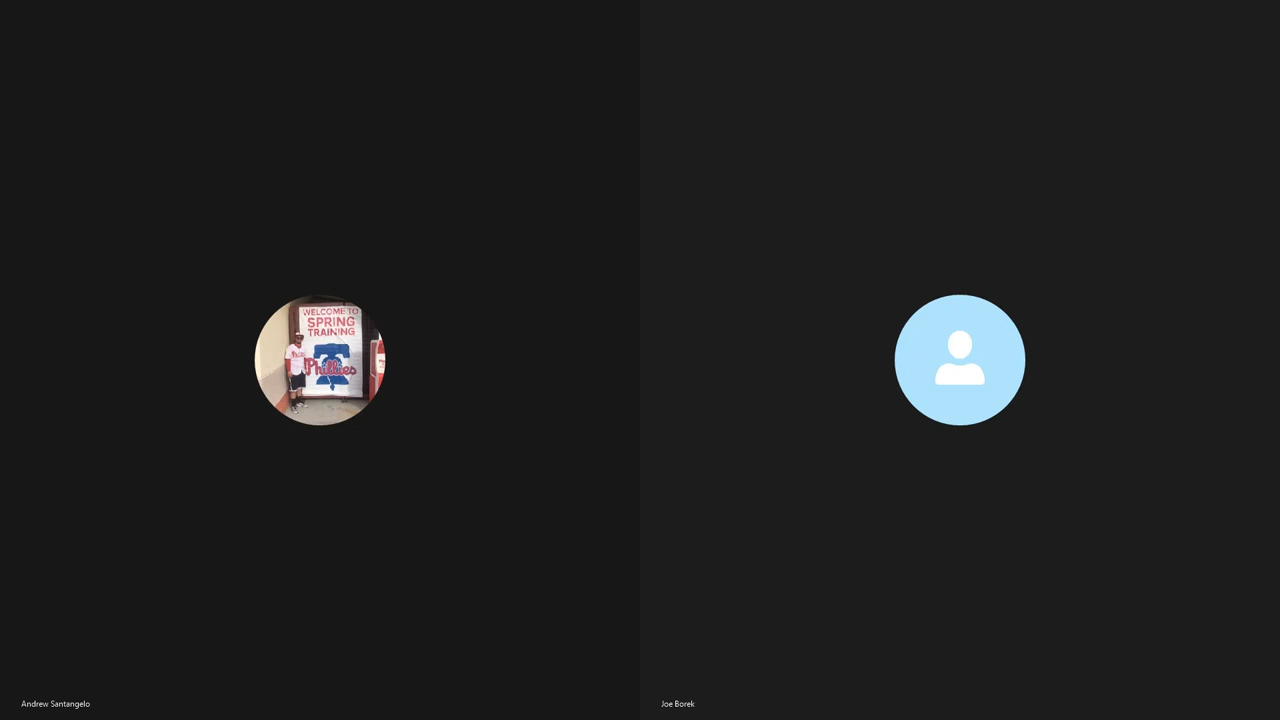 WELCOME TO
SPRING
TRAINING
Phillies
Andrew Santangelo
Joe Borek